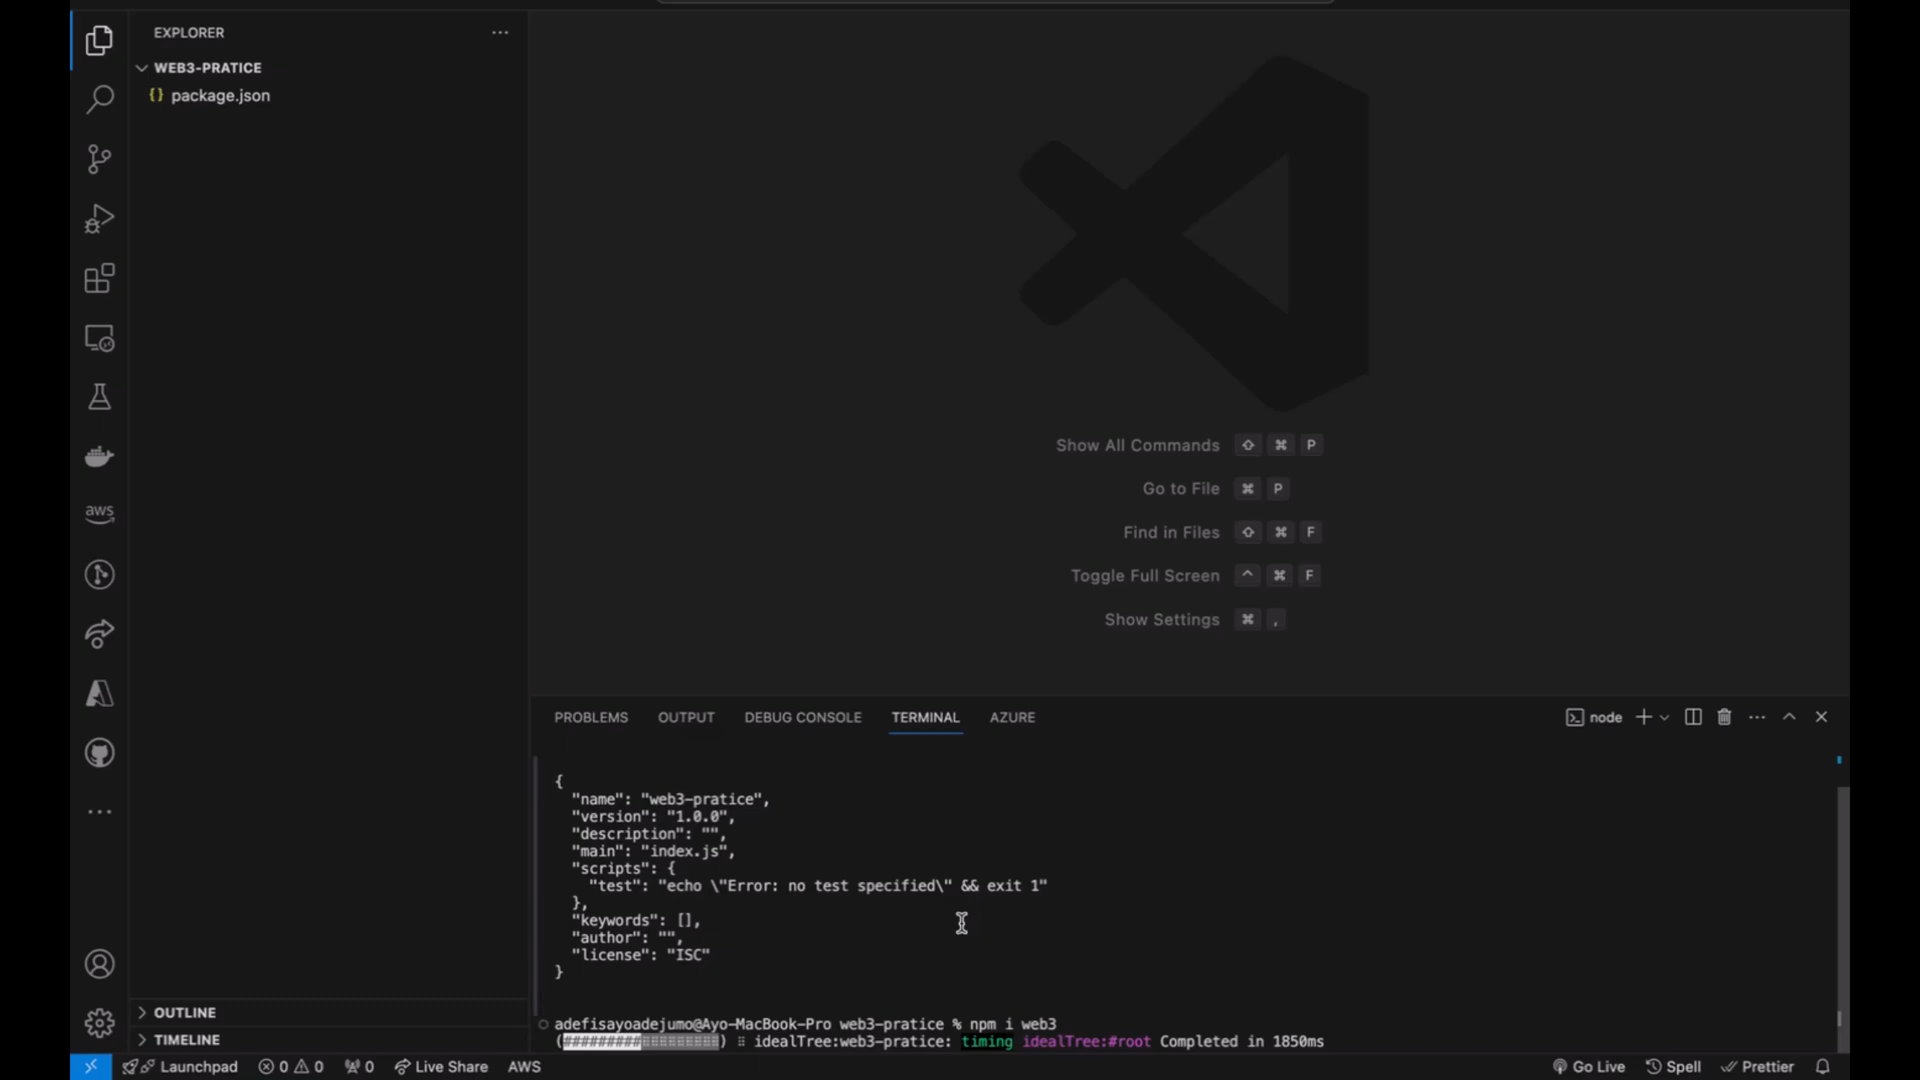 EXPLORER
WEB3-PRATICE
{} package.json
aws
OUTLINE
TIMELINE
Show All Commands ⇧ ⌘ P
Go to File ⌘ P
Find in Files ⇧ ⌘ F
Toggle Full Screen ^ ⌘ F
Show Settings ⌘ ,
PROBLEMS OUTPUT DEBUG CONSOLE TERMINAL AZURE
node
{
"name": "web3-pratice",
"version": "1.0.0",
"description": "",
"main": "index.js",
"scripts": {
"test": "echo \"Error: no test specified\" && exit 1"
},
"keywords": [],
"author": "",
"license": "ISC"
}
adefisayoadejumo@Ayo-MacBook-Pro web3-pratice % npm i web3
(##################) ⠿ idealTree:web3-pratice: timing idealTree:#root Completed in 1850ms
Launchpad 0 0 0 Live Share AWS Go Live Spell Prettier